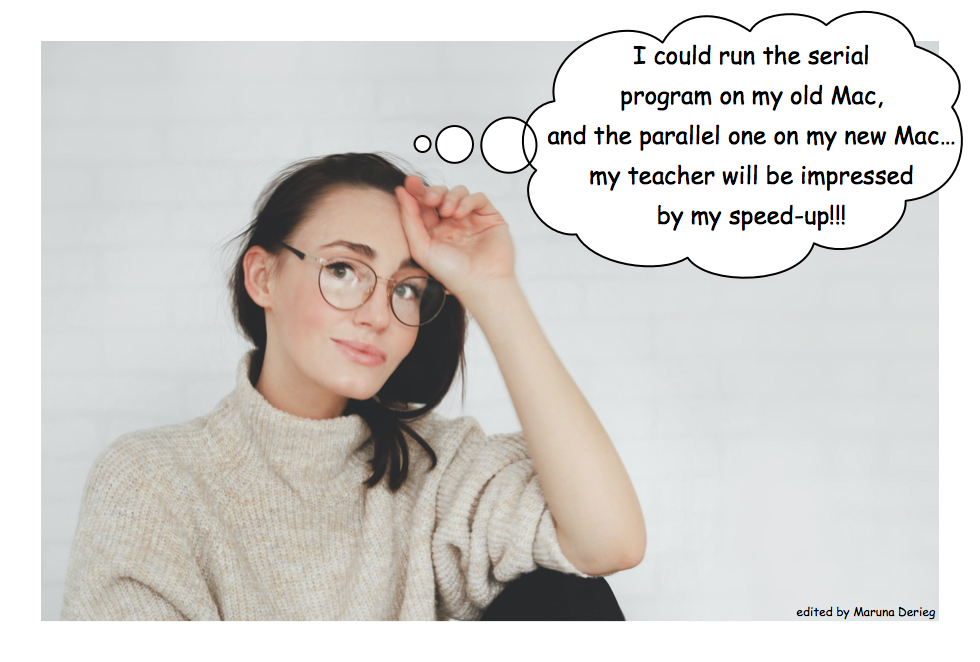 I could run the serial
program on my old Mac,
and the parallel one on my new Mac...
my teacher will be impressed
by my speed-up!!!
edited by Maruna Derieg